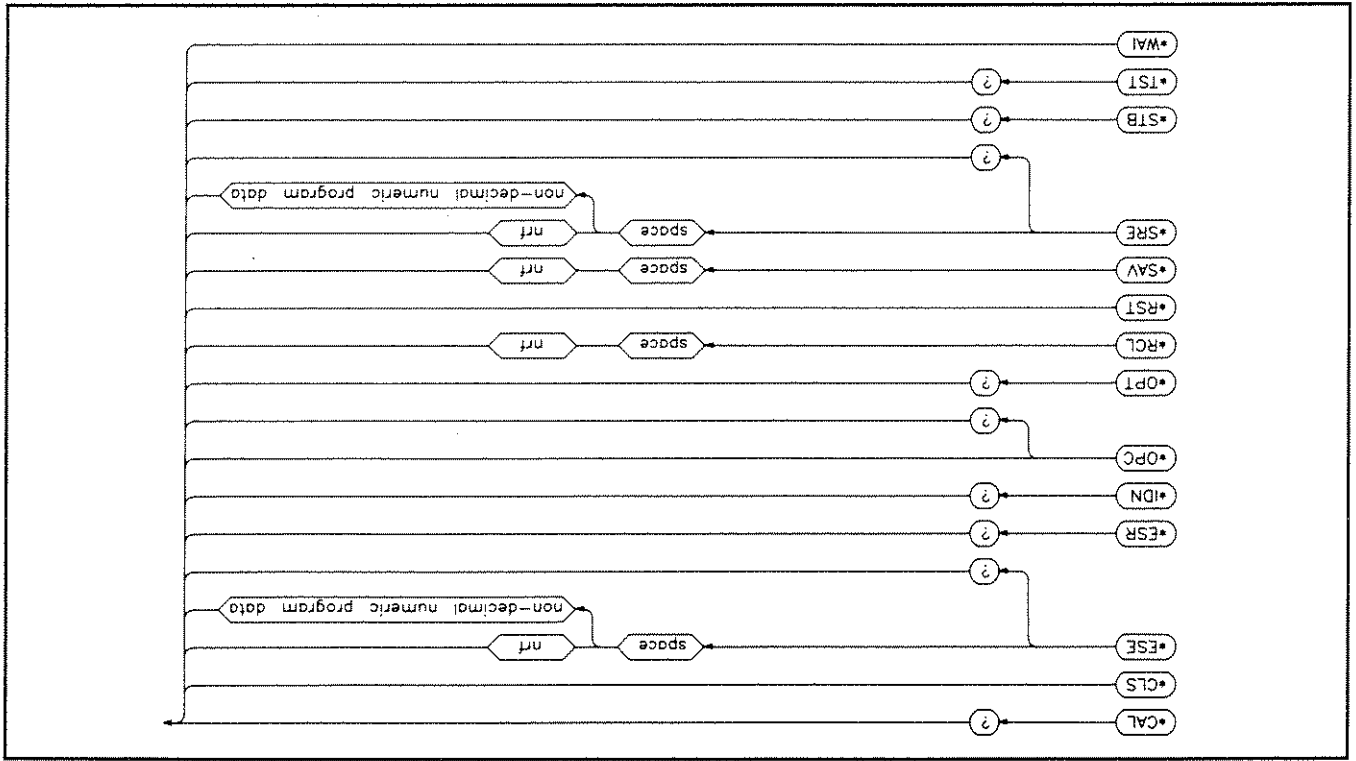 *CAL ?
*CLS
*ESE space nrf
non-decimal numeric program data
?
*ESR ?
*IDN ?
*OPC
?
*OPT ?
*RCL space nrf
*RST
*SAV space nrf
*SRE space nrf
non-decimal numeric program data
?
*STB ?
*TST ?
*WAI